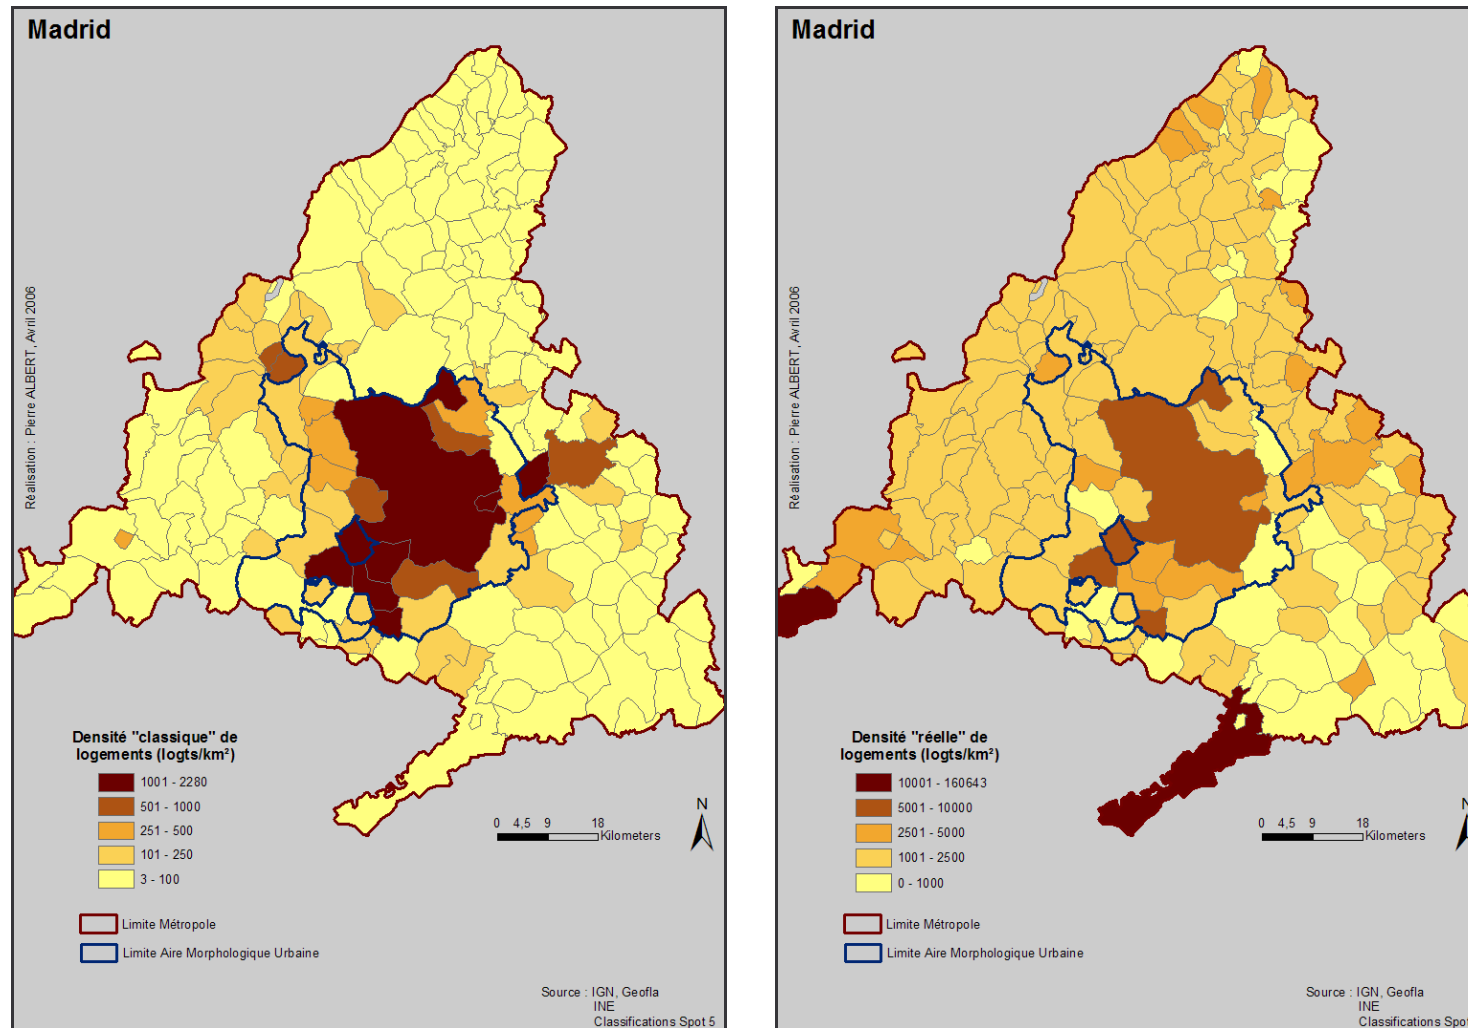 Madrid
Réalisation : Pierre ALBERT, Avril 2006
Densité "classique" de
logements (logts/km²)
1001 - 2280
501 - 1000
251 - 500
101 - 250
3 - 100
Limite Métropole
Limite Aire Morphologique Urbaine
N
0 4,5 9 18
Kilometers
Source : IGN, Geofla
INE
Classifications Spot 5
Madrid
Réalisation : Pierre ALBERT, Avril 2006
Densité "réelle" de
logements (logts/km²)
10001 - 160643
5001 - 10000
2501 - 5000
1001 - 2500
0 - 1000
Limite Métropole
Limite Aire Morphologique Urbaine
N
0 4,5 9 18
Kilometers
Source : IGN, Geofla
INE
Classifications Spot